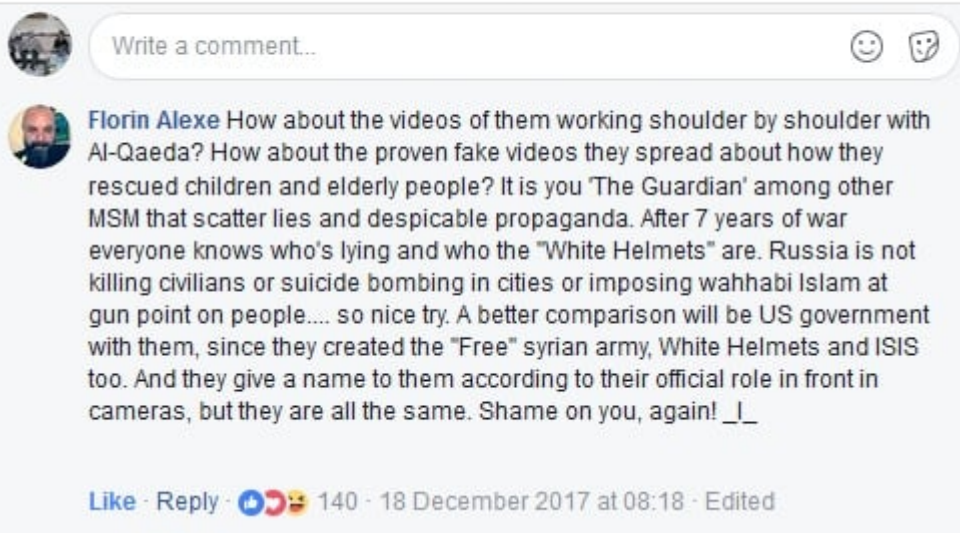 Write a comment...
Florin Alexe How about the videos of them working shoulder by shoulder with
Al-Qaeda? How about the proven fake videos they spread about how they
rescued children and elderly people? It is you 'The Guardian' among other
MSM that scatter lies and despicable propaganda. After 7 years of war
everyone knows who's lying and who the "White Helmets" are. Russia is not
killing civilians or suicide bombing in cities or imposing wahhabi Islam at
gun point on people.... so nice try. A better comparison will be US government
with them, since they created the "Free" syrian army, White Helmets and ISIS
too. And they give a name to them according to their official role in front in
cameras, but they are all the same. Shame on you, again! _I_
Like · Reply · 140 · 18 December 2017 at 08:18 · Edited